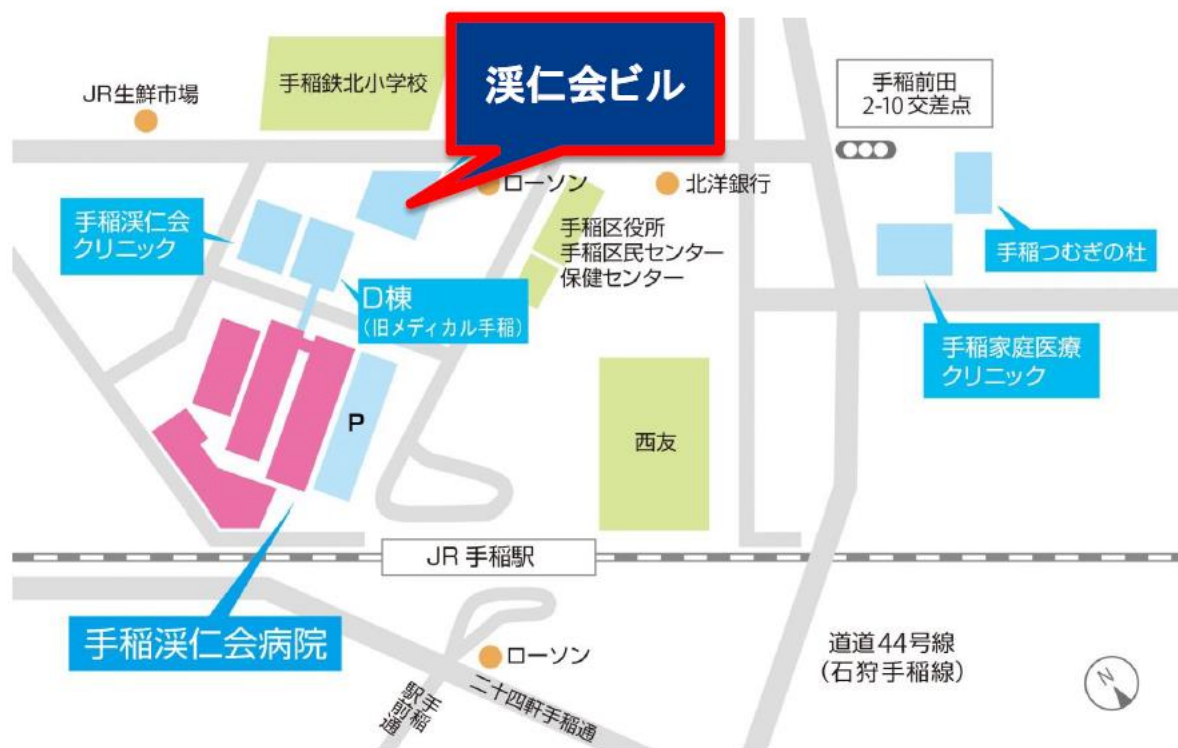 渓仁会ビル
手稲鉄北小学校
JR生鮮市場
手稲前田
2-10 交差点
ローソン
北洋銀行
手稲渓仁会
クリニック
手稲区役所
手稲区民センター
保健センター
手稲つむぎの杜
D棟
(旧メディカル手稲)
手稲家庭医療
クリニック
P
西友
JR 手稲駅
手稲渓仁会病院
ローソン
道道44号線
(石狩手稲線)
手稲
駅前通
二十四軒手稲通
N